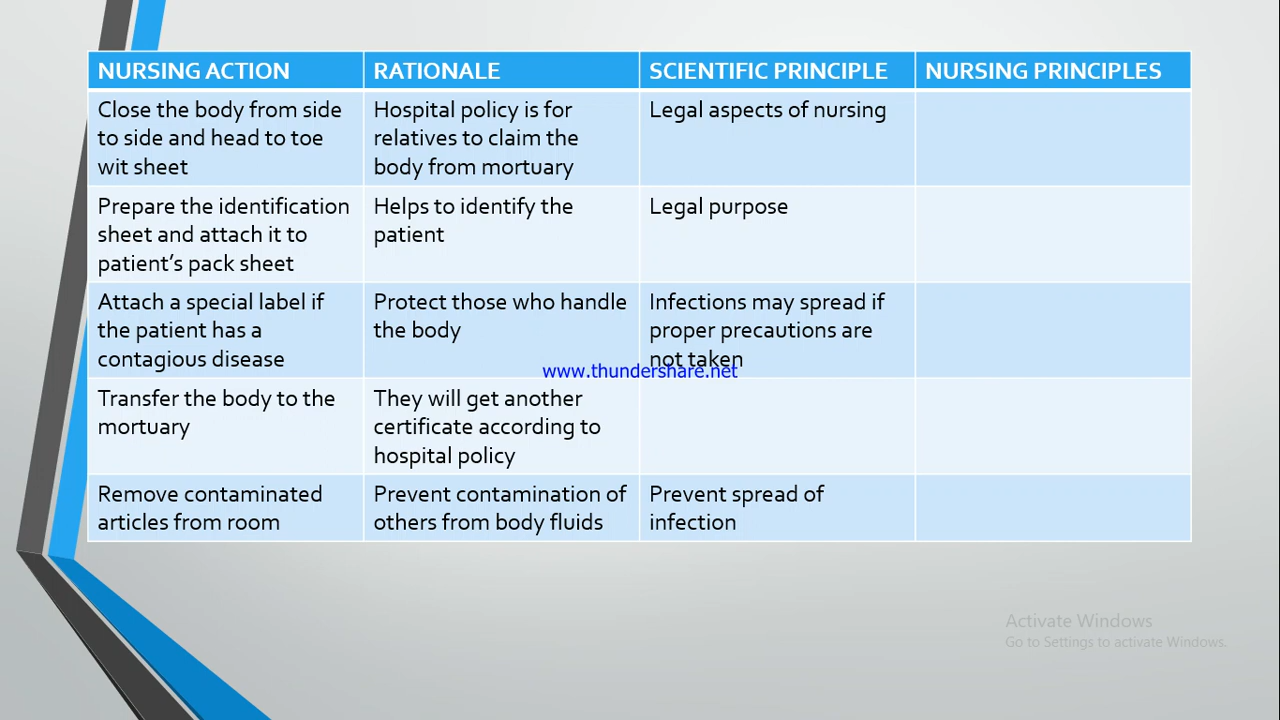 NURSING ACTION
RATIONALE
SCIENTIFIC PRINCIPLE
NURSING PRINCIPLES
Close the body from side
to side and head to toe
wit sheet
Hospital policy is for
relatives to claim the
body from mortuary
Legal aspects of nursing
Prepare the identification
sheet and attach it to
patient's pack sheet
Helps to identify the
patient
Legal purpose
Attach a special label if
the patient has a
contagious disease
Protect those who handle
the body
Infections may spread if
proper precautions are
not taken
www.thundershare.net
Transfer the body to the
mortuary
They will get another
certificate according to
hospital policy
Remove contaminated
articles from room
Prevent contamination of
others from body fluids
Prevent spread of
infection
Activate Windows
Go to Settings to activate Windows.